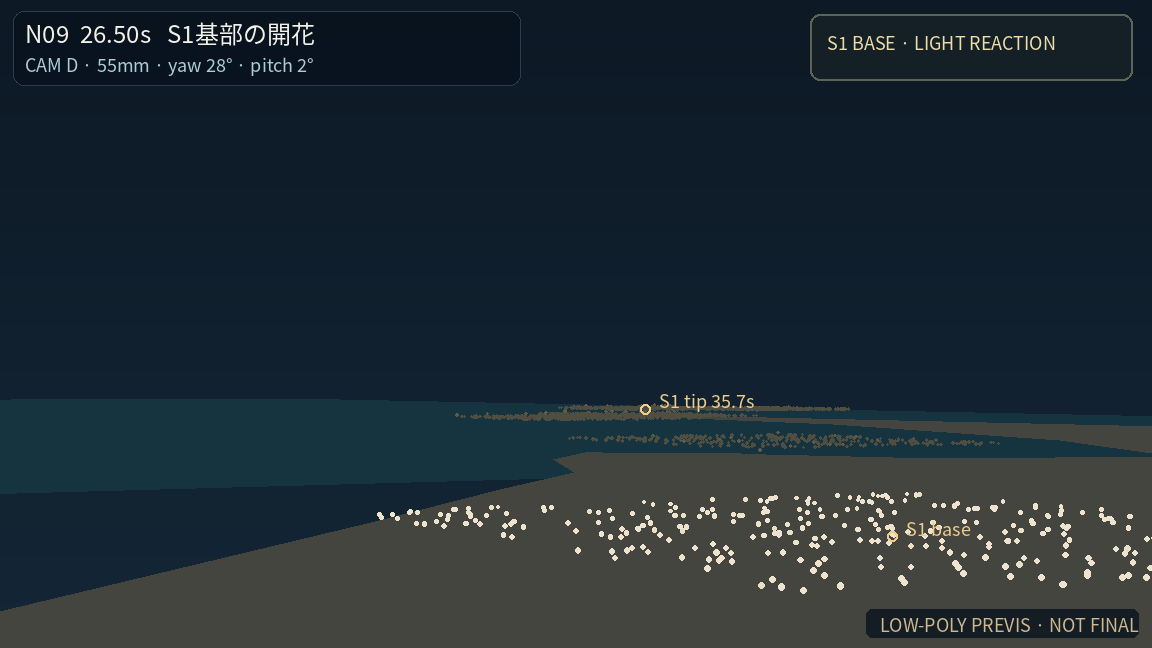 N09 26.50s S1基部の開花
CAM D · 55mm · yaw 28° · pitch 2°
S1 BASE · LIGHT REACTION
S1 tip 35.7s
S1 base
LOW-POLY PREVIS · NOT FINAL